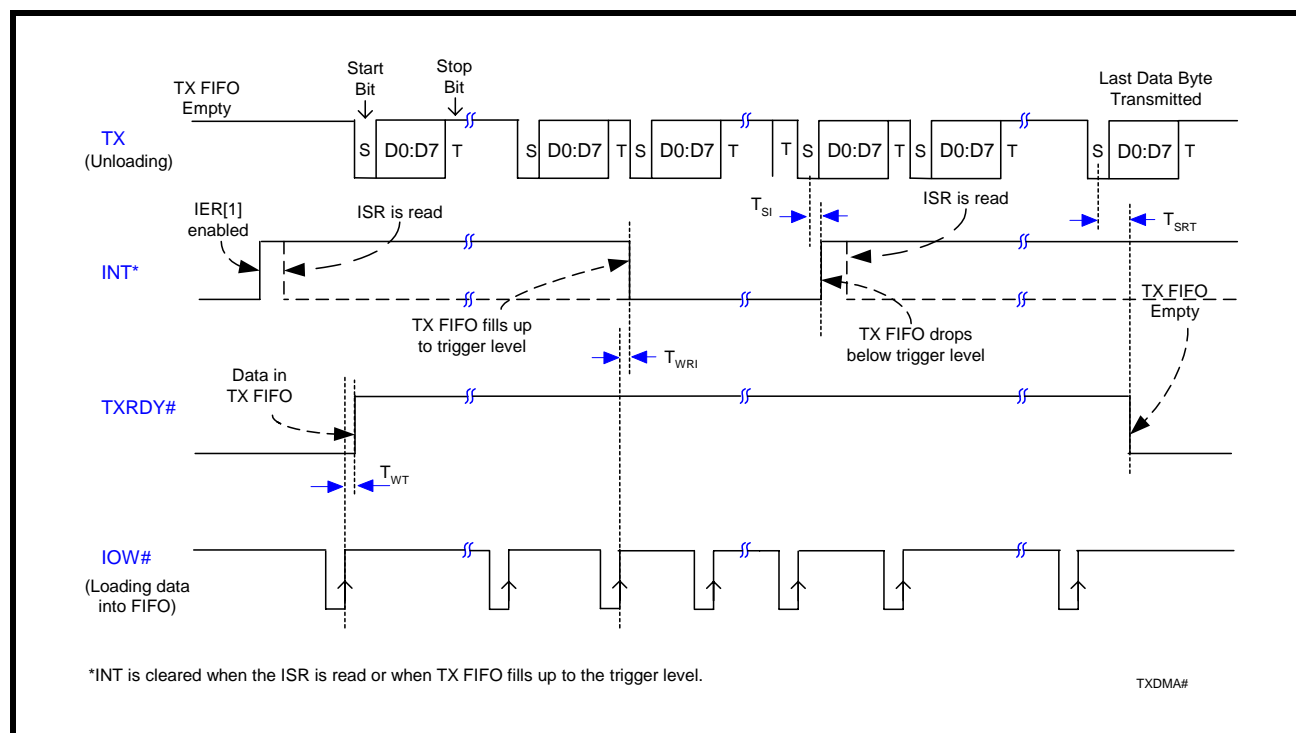 TX FIFO
Empty
Start
Bit
Stop
Bit
Last Data Byte
Transmitted
TX
(Unloading)
S D0:D7 T S D0:D7 T S D0:D7 T T S D0:D7 T S D0:D7 T S D0:D7 T
IER[1]
enabled
ISR is read
TSI
ISR is read
TSRT
INT*
TX FIFO fills up
to trigger level
TX FIFO drops
below trigger level
TX FIFO
Empty
TWRI
Data in
TX FIFO
TXRDY#
TWT
IOW#
(Loading data
into FIFO)
*INT is cleared when the ISR is read or when TX FIFO fills up to the trigger level.
TXDMA#